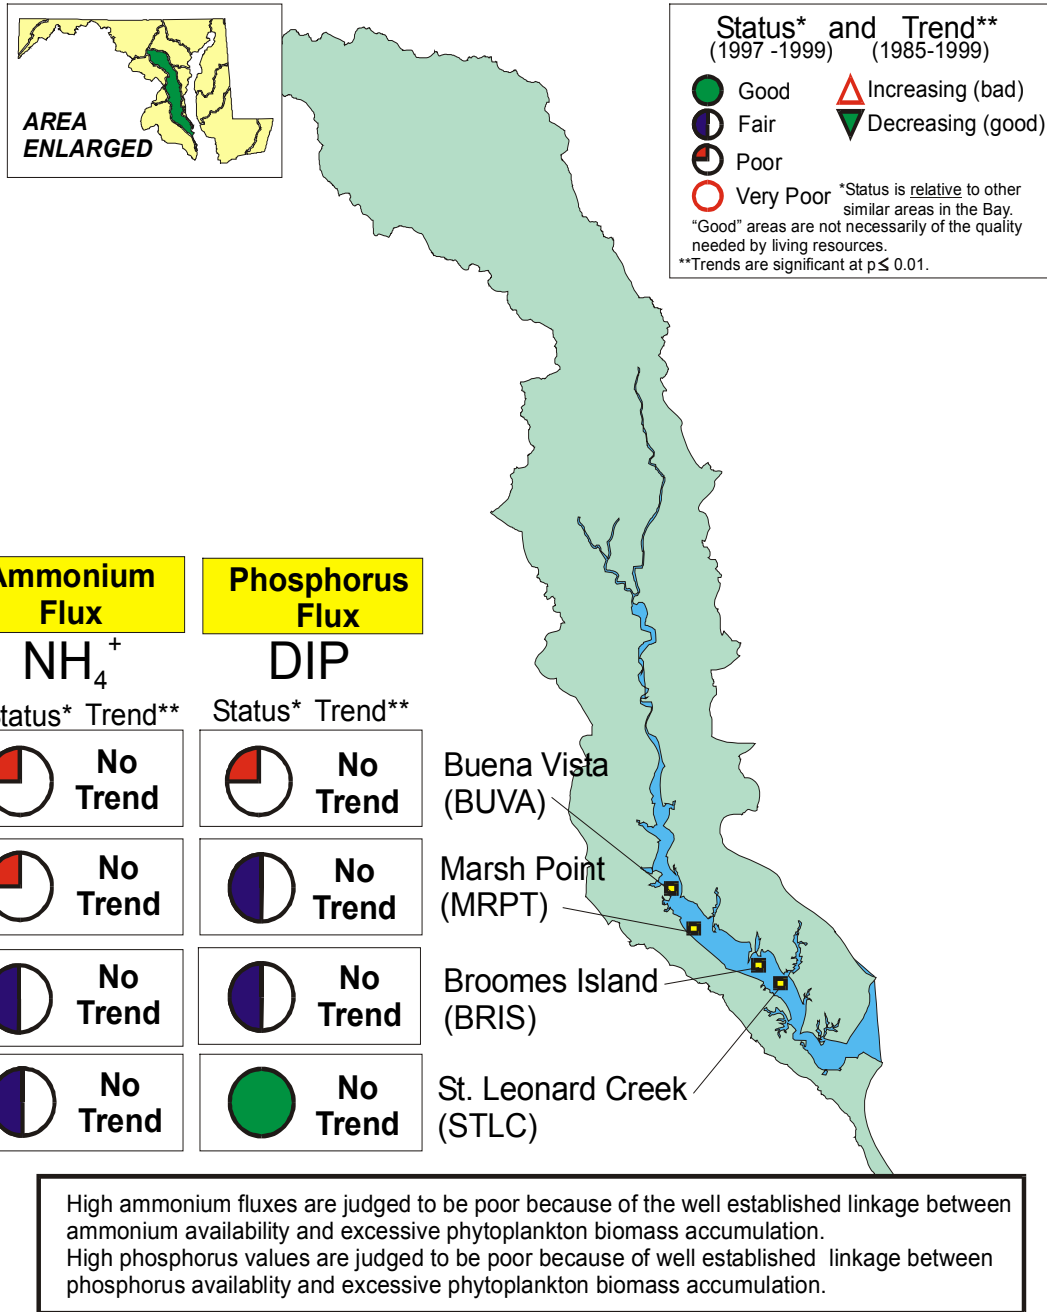 AREA
ENLARGED
Status* and Trend**
(1997 -1999) (1985-1999)
Good
Fair
Poor
Very Poor
Increasing (bad)
Decreasing (good)
*Status is relative to other
similar areas in the Bay.
“Good” areas are not necessarily of the quality
needed by living resources.
**Trends are significant at p≤ 0.01.
Ammonium
Flux
NH₄⁺
Status* Trend**
Phosphorus
Flux
DIP
Status* Trend**
No
Trend
No
Trend
Buena Vista
(BUVA)
No
Trend
No
Trend
Marsh Point
(MRPT)
No
Trend
No
Trend
Broomes Island
(BRIS)
No
Trend
No
Trend
St. Leonard Creek
(STLC)
High ammonium fluxes are judged to be poor because of the well established linkage between
ammonium availability and excessive phytoplankton biomass accumulation.
High phosphorus values are judged to be poor because of well established linkage between
phosphorus availablity and excessive phytoplankton biomass accumulation.